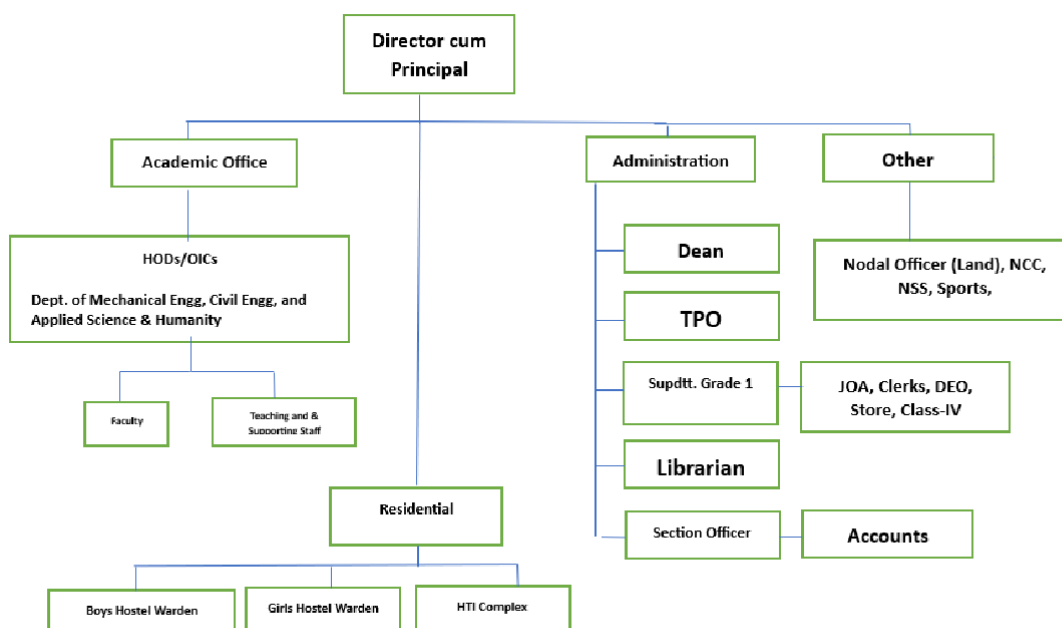 Director cum
Principal
Academic Office
Administration
Other
HODs/OICs
Dept. of Mechanical Engg, Civil Engg, and
Applied Science & Humanity
Faculty
Teaching and &
Supporting Staff
Dean
TPO
Supdtt. Grade 1
JOA, Clerks, DEO,
Store, Class-IV
Librarian
Section Officer
Accounts
Nodal Officer (Land), NCC,
NSS, Sports,
Residential
Boys Hostel Warden
Girls Hostel Warden
HTI Complex